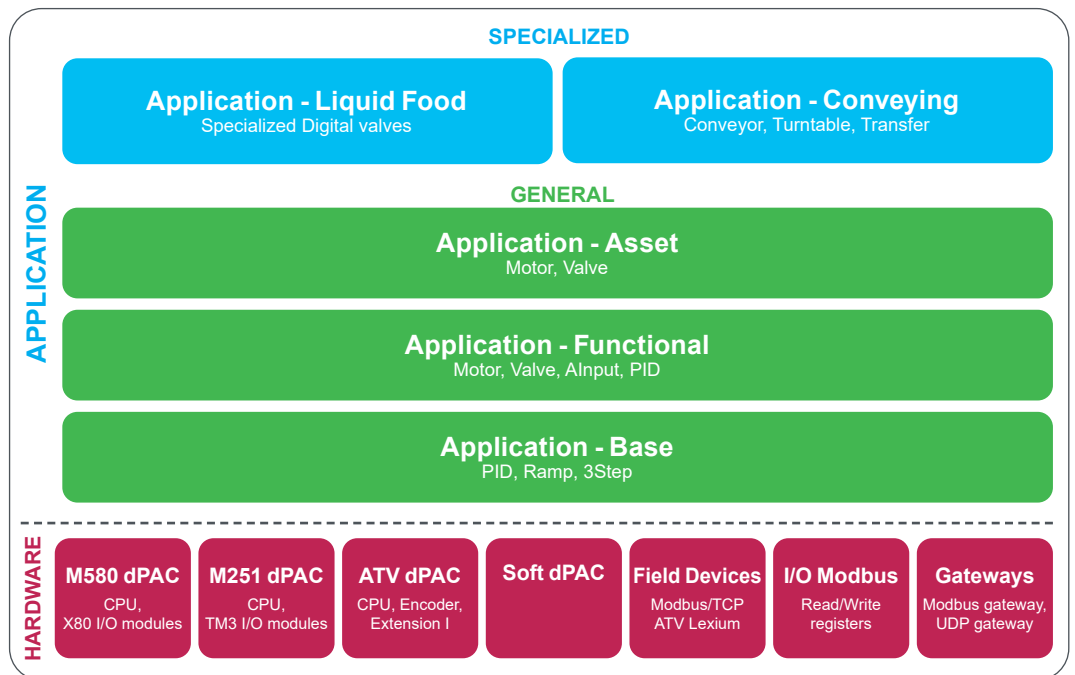 SPECIALIZED
Application - Liquid Food
Specialized Digital valves
Application - Conveying
Conveyor, Turntable, Transfer
APPLICATION
GENERAL
Application - Asset
Motor, Valve
Application - Functional
Motor, Valve, AInput, PID
Application - Base
PID, Ramp, 3Step
HARDWARE
M580 dPAC
CPU,
X80 I/O modules
M251 dPAC
CPU,
TM3 I/O modules
ATV dPAC
CPU, Encoder,
Extension I
Soft dPAC
Field Devices
Modbus/TCP
ATV Lexium
I/O Modbus
Read/Write
registers
Gateways
Modbus gateway,
UDP gateway